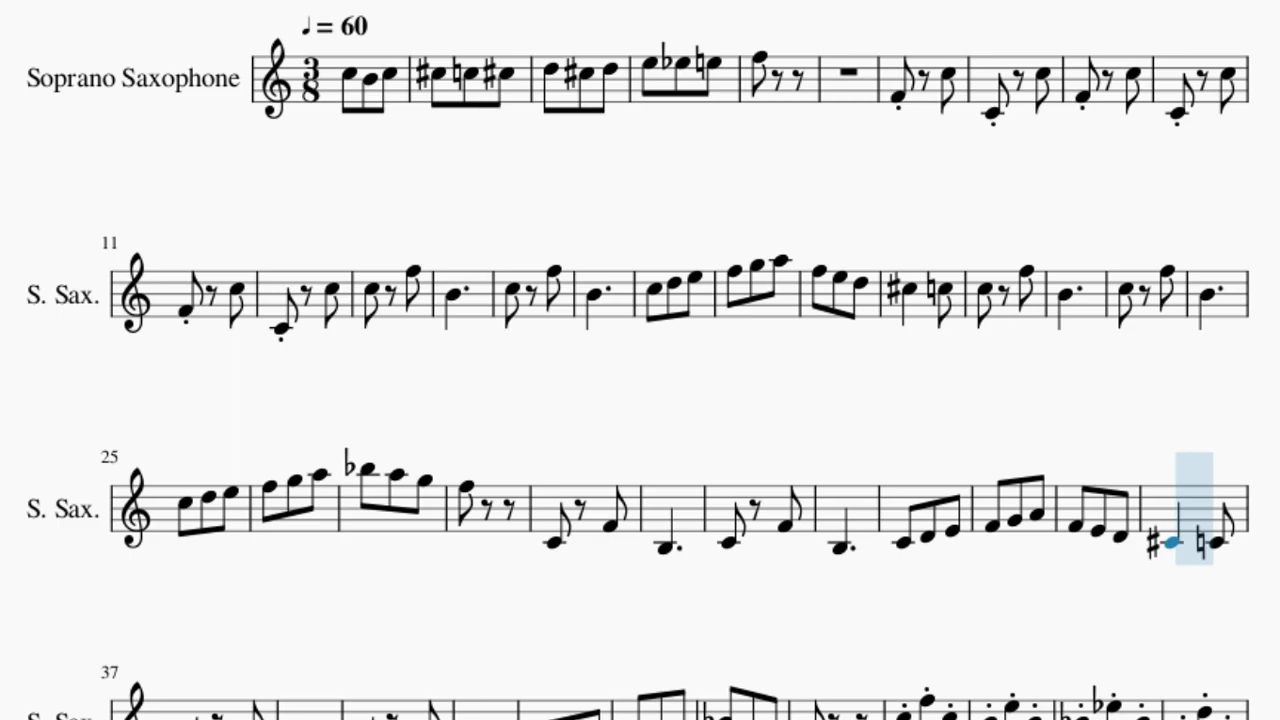 ♩ = 60
Soprano Saxophone
3
8
11
S. Sax.
25
S. Sax.
37
S. Sax.